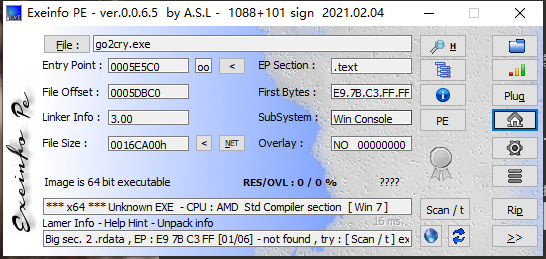 Exeinfo PE - ver.0.0.6.5 by A.S.L - 1088+101 sign 2021.02.04
File : go2cry.exe H
Entry Point : 0005E5C0 oo < EP Section : .text
File Offset : 0005DBC0 First Bytes : E9.7B.C3.FF.FF Plug
Linker Info : 3.00 SubSystem : Win Console PE
File Size : 0016CA00h < NET Overlay : NO 00000000
Image is 64 bit executable RES/OVL : 0 / 0 % ????
*** x64 *** Unknown EXE - CPU : AMD Std Compiler section [ Win 7 ] Scan / t Rip
Lamer Info - Help Hint - Unpack info 16 ms.
Big sec. 2 .rdata , EP : E9 7B C3 FF [01/06] - not found , try : [ Scan / t ] ex >>
Exeinfo Pe